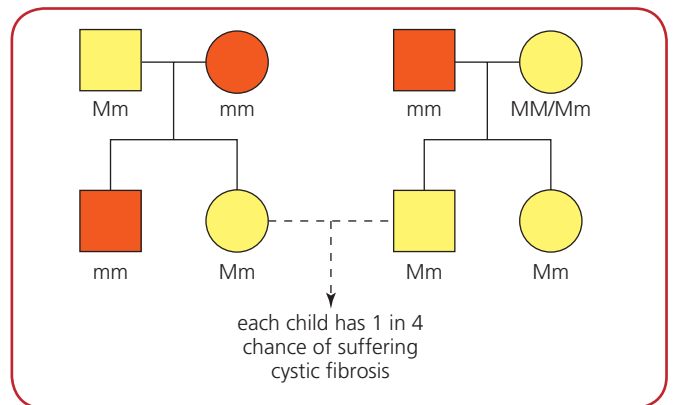 Mm mm mm MM/Mm
mm Mm Mm Mm
each child has 1 in 4
chance of suffering
cystic fibrosis